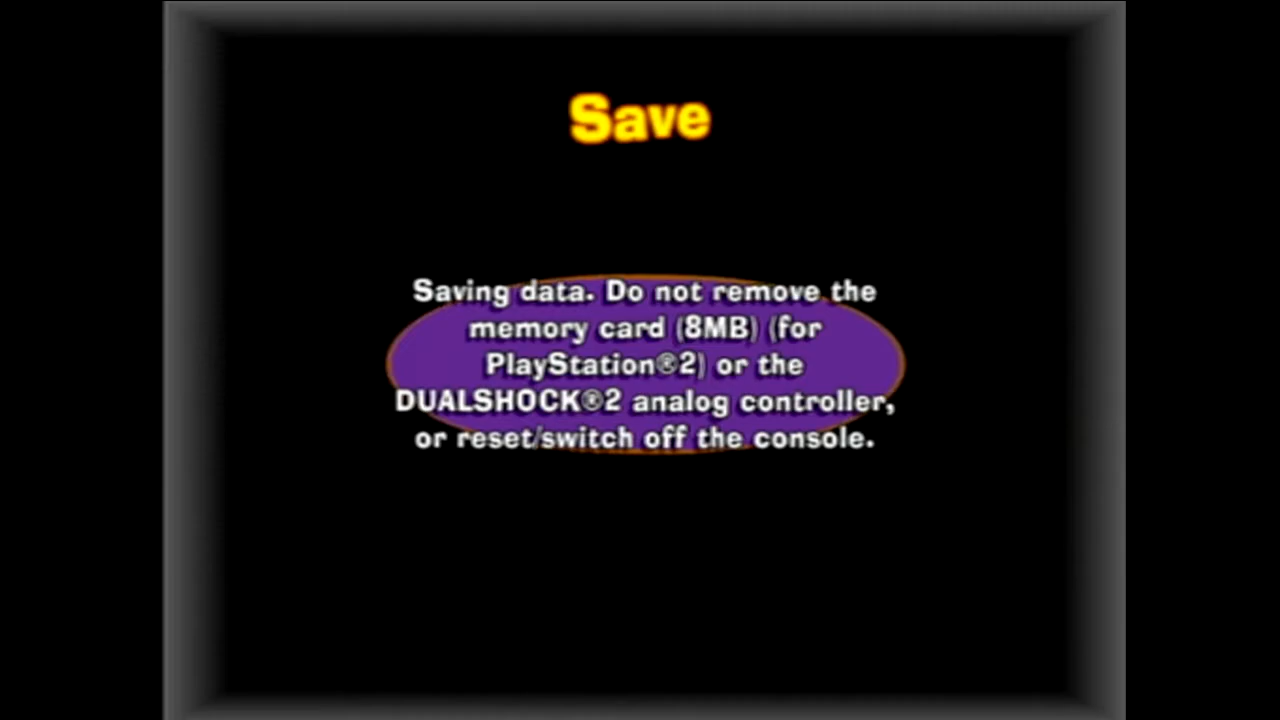 Save
Saving data. Do not remove the
memory card (8MB) (for
PlayStation®2) or the
DUALSHOCK®2 analog controller,
or reset/switch off the console.